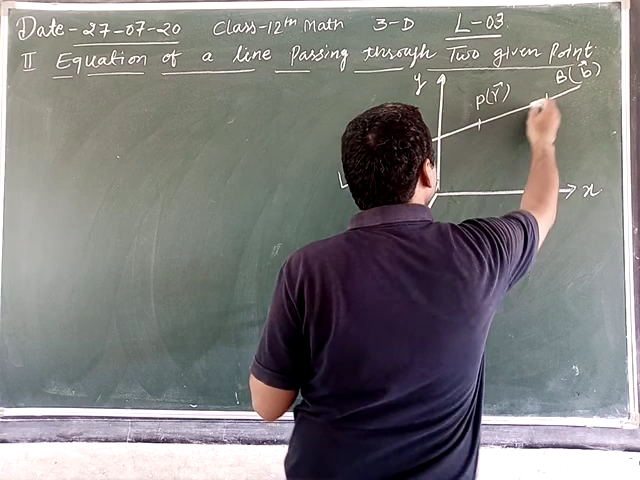 Date - 27-07-20 Class-12th Math 3-D L-03.
II Equation of a line Passing through Two given Point.
y P(r⃗) B(b⃗)
L x